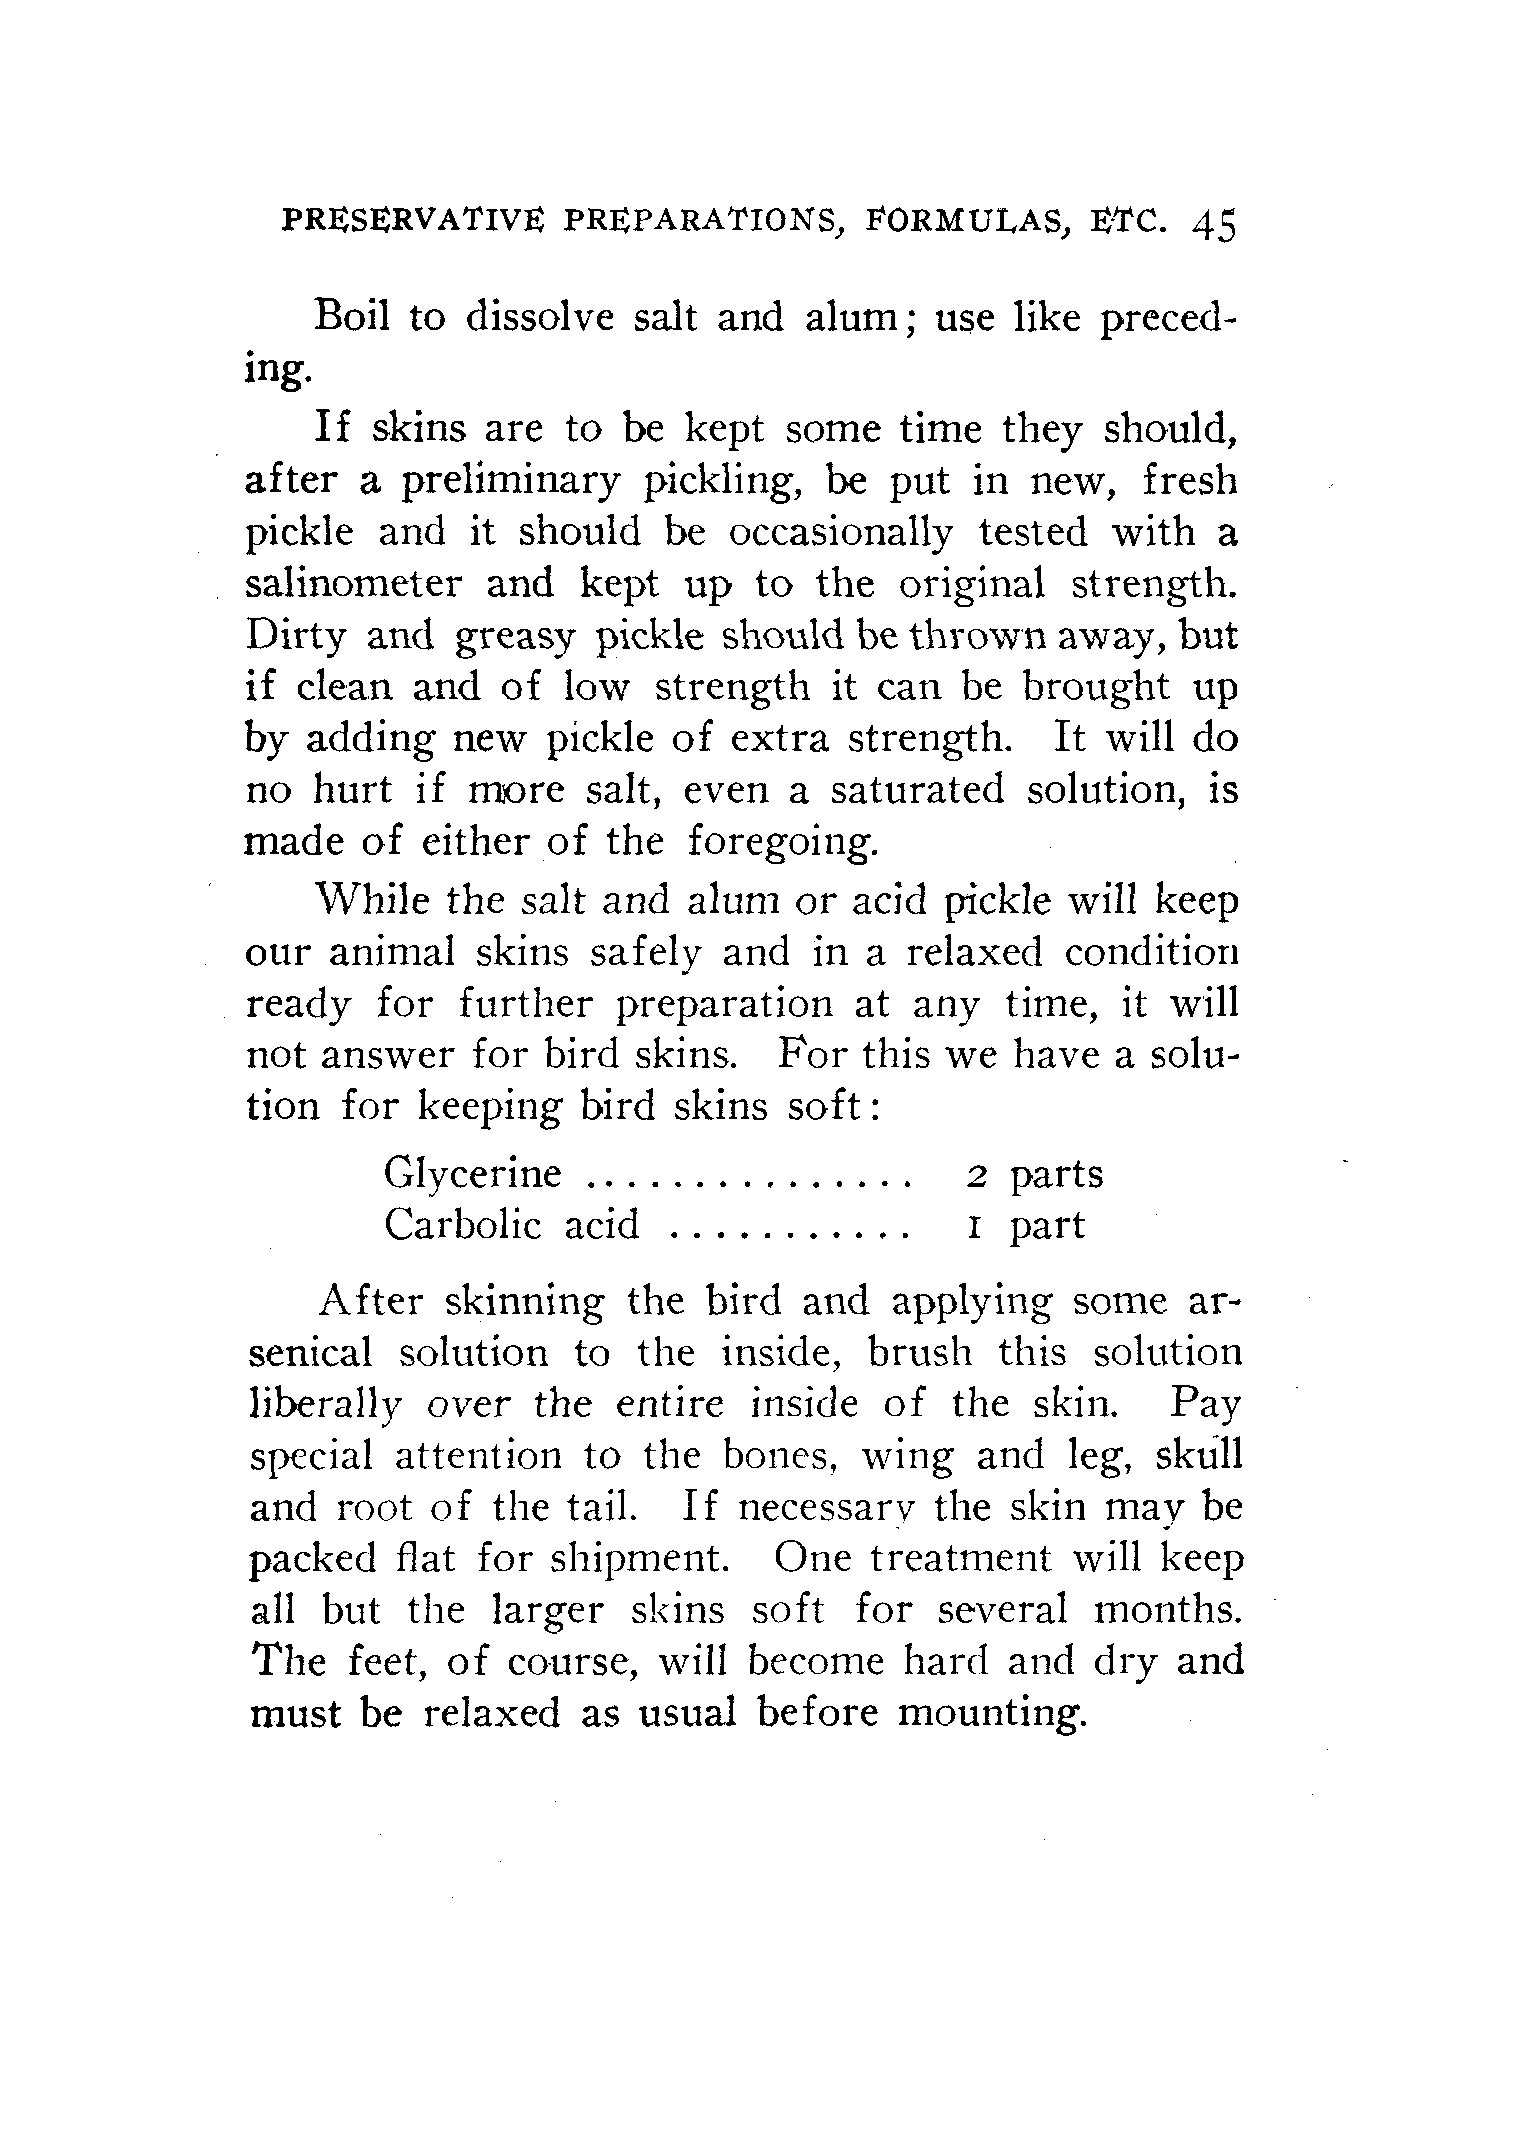 PRESERVATIVE PREPARATIONS, FORMULAS, ETC. 45
Boil to dissolve salt and alum; use like preced-
ing.
If skins are to be kept some time they should,
after a preliminary pickling, be put in new, fresh
pickle and it should be occasionally tested with a
salinometer and kept up to the original strength.
Dirty and greasy pickle should be thrown away, but
if clean and of low strength it can be brought up
by adding new pickle of extra strength. It will do
no hurt if more salt, even a saturated solution, is
made of either of the foregoing.
While the salt and alum or acid pickle will keep
our animal skins safely and in a relaxed condition
ready for further preparation at any time, it will
not answer for bird skins. For this we have a solu-
tion for keeping bird skins soft:
Glycerine .............. 2 parts
Carbolic acid ........... 1 part
After skinning the bird and applying some ar-
senical solution to the inside, brush this solution
liberally over the entire inside of the skin. Pay
special attention to the bones, wing and leg, skull
and root of the tail. If necessary the skin may be
packed flat for shipment. One treatment will keep
all but the larger skins soft for several months.
The feet, of course, will become hard and dry and
must be relaxed as usual before mounting.